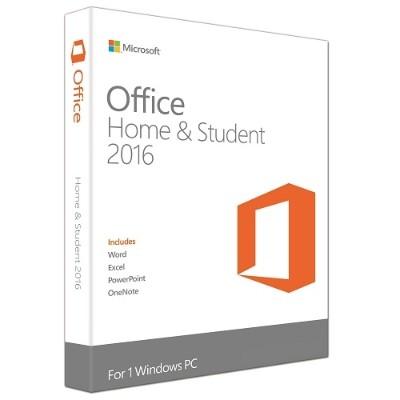 Microsoft
Office
Home & Student
2016
Includes
Word
Excel
PowerPoint
OneNote
For 1 Windows PC
Office
Home & Student 2016